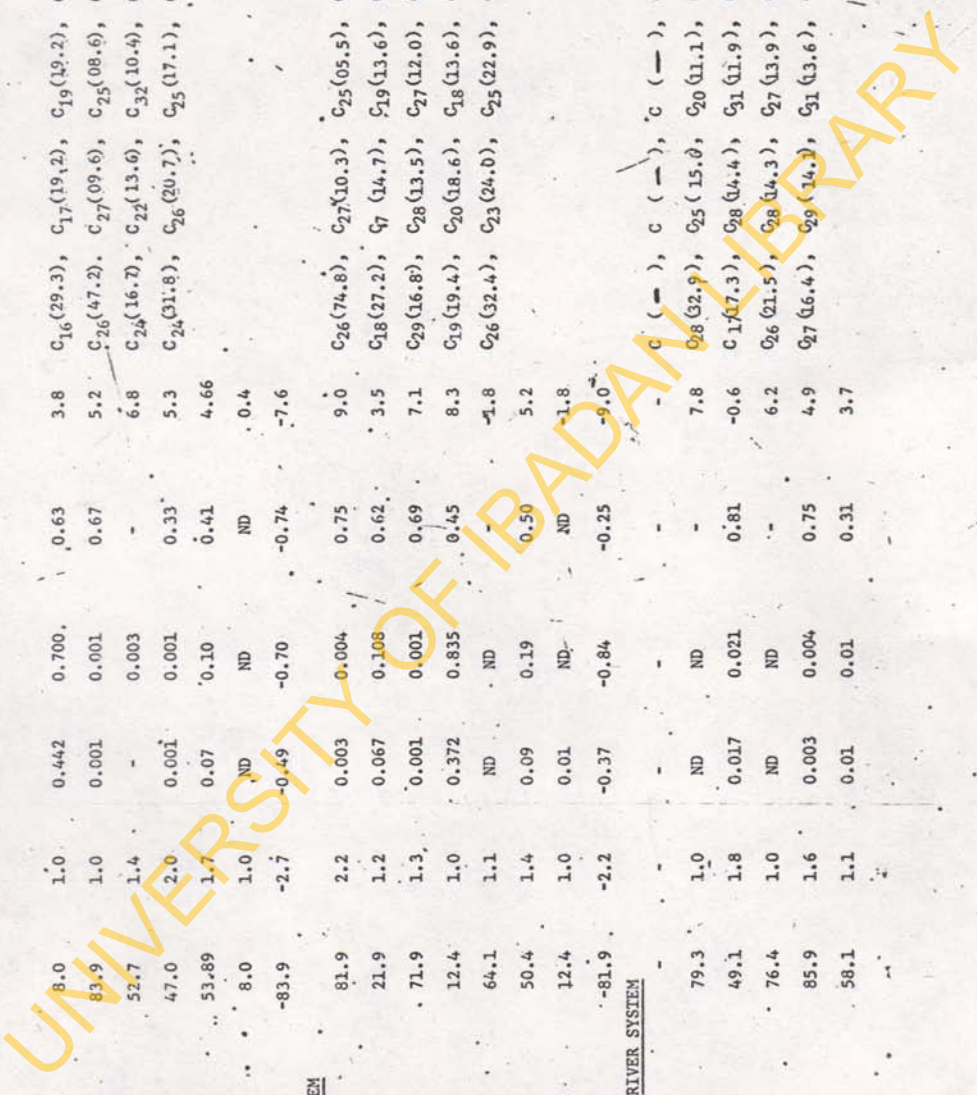 8.0 1.0 0.442 0.700 0.63 3.8 C16(29.3), C17(19.2), C19(19.2),
83.9 1.0 0.001 0.001 0.67 5.2 C26(47.2). C27(09.6), C25(08.6),
52.7 1.4 - 0.003 - 6.8 C24(16.7), C22(13.6), C32(10.4),
47.0 2.0 0.001 0.001 0.33 5.3 C24(31.8), C26(20.7), C25(17.1),
53.89 1.7 0.07 0.10 0.41 4.66
8.0 1.0 ND ND ND 0.4
-83.9 -2.7 -0.49 -0.70 -0.74 -7.6
EM
81.9 2.2 0.003 0.004 0.75 9.0 C26(74.8), C27(10.3), C25(05.5),
21.9 1.2 0.067 0.108 0.62 3.5 C18(27.2), C7 (14.7), C19(13.6),
71.9 1.3 0.001 0.001 0.69 7.1 C29(16.8), C28(13.5), C27(12.0),
12.4 1.0 0.372 0.835 0.45 8.3 C19(19.4), C20(18.6), C18(13.6),
64.1 1.1 ND ND - -1.8 C26(32.4), C23(24.0), C25(22.9),
50.4 1.4 0.09 0.19 0.50 5.2
12.4 1.0 0.01 ND ND -1.8
-81.9 -2.2 -0.37 -0.84 -0.25 -9.0
RIVER SYSTEM
- - - - - - C (-), C (-), C (-),
79.3 1.0 ND ND - 7.8 C28(32.9), C25(15.0), C20(11.1),
49.1 1.8 0.017 0.021 0.81 -0.6 C17(17.3), C28(14.4), C31(11.9),
76.4 1.0 ND ND - 6.2 C26(21.5), C28(14.3), C27(13.9),
85.9 1.6 0.003 0.004 0.75 4.9 C27(16.4), C29(14.1), C31(13.6),
58.1 1.1 0.01 0.01 0.31 3.7
UNIVERSITY OF IBADAN LIBRARY